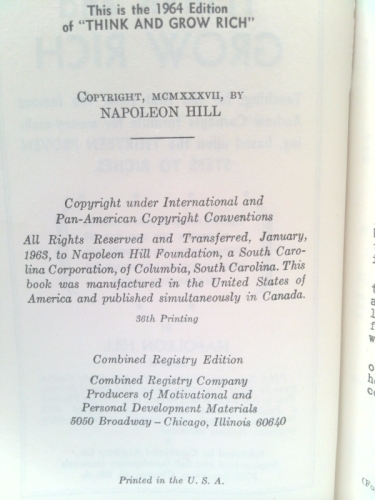 This is the 1964 Edition
of "THINK AND GROW RICH"
COPYRIGHT, MCMXXXVII, BY
NAPOLEON HILL
Copyright under International and
Pan-American Copyright Conventions
All Rights Reserved and Transferred, January,
1963, to Napoleon Hill Foundation, a South Caro-
lina Corporation, of Columbia, South Carolina. This
book was manufactured in the United States of
America and published simultaneously in Canada.
36th Printing
Combined Registry Edition
Combined Registry Company
Producers of Motivational and
Personal Development Materials
5050 Broadway – Chicago, Illinois 60640
Printed in the U. S. A.